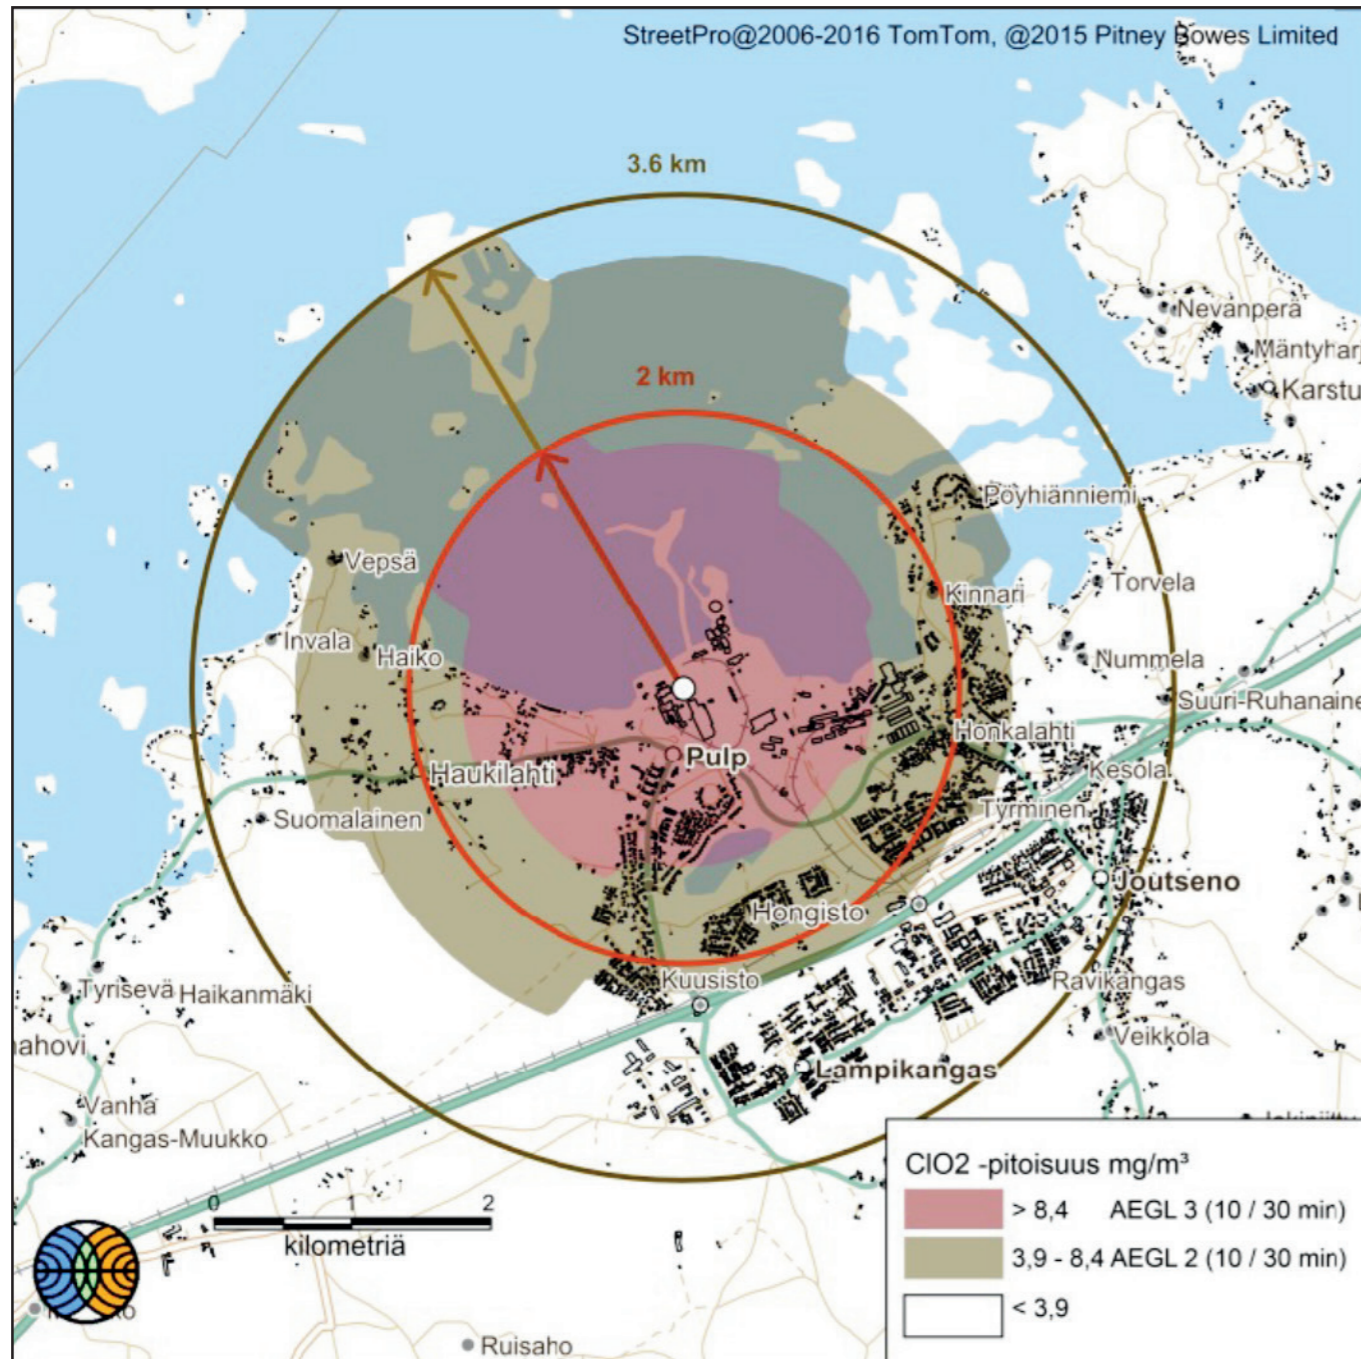 StreetPro@2006-2016 TomTom, @2015 Pitney Bowes Limited
3.6 km
Nevanperä
Mäntyharj
2 km
Karstu
Pöyhiänniemi
Vepsä
Torvela
Kinnari
Invala
Haiko
Nummela
Suuri-Ruhanaine
Honkalahti
Pulp
Kesola
Haukilahti
Tyrminen
Suomalainen
Joutseno
Hongisto
Kuusisto
Ravikangas
Tyrisevä
Haikanmäki
nahovi
Veikkola
Lampikangas
Vanha
Kangas-Muukko
0 1 2
kilometriä
ClO2 -pitoisuus mg/m³
> 8,4 AEGL 3 (10 / 30 min)
3,9 - 8,4 AEGL 2 (10 / 30 min)
< 3,9
Ruisaho